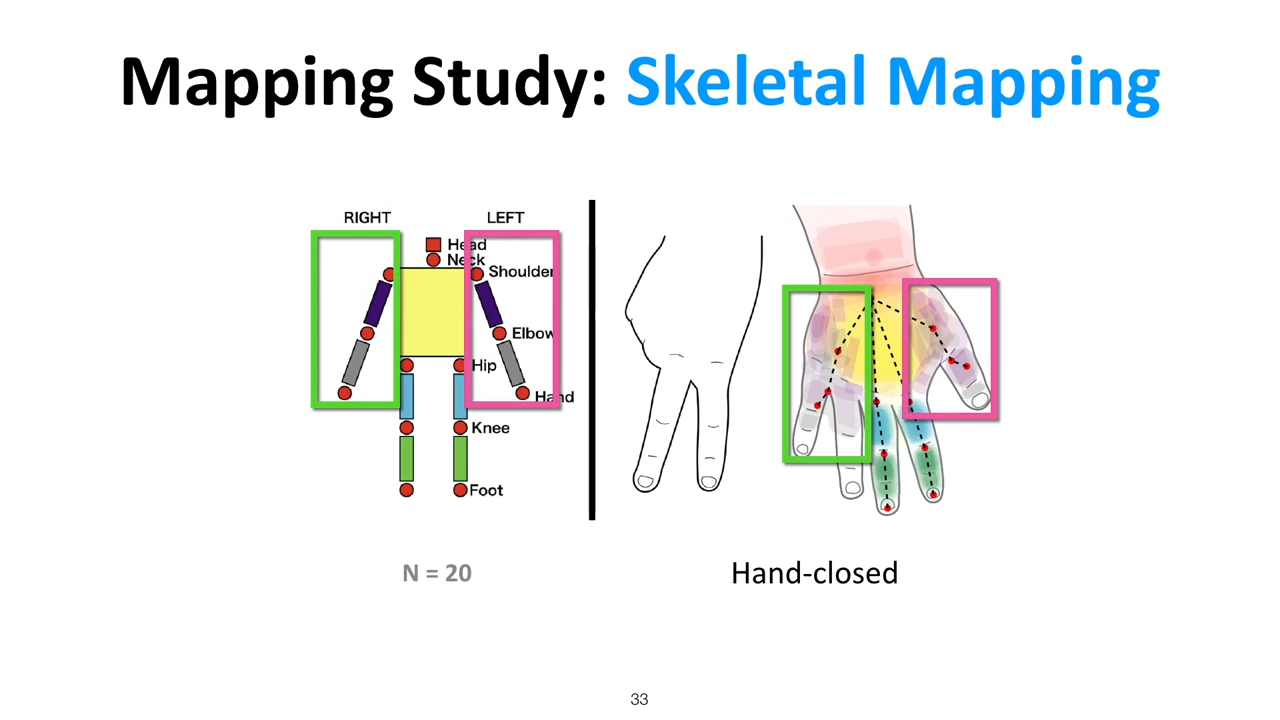 Mapping Study: Skeletal Mapping
RIGHT
LEFT
Head
Neck
Shoulder
Elbow
Hip
Hand
Knee
Foot
N = 20
Hand-closed
33